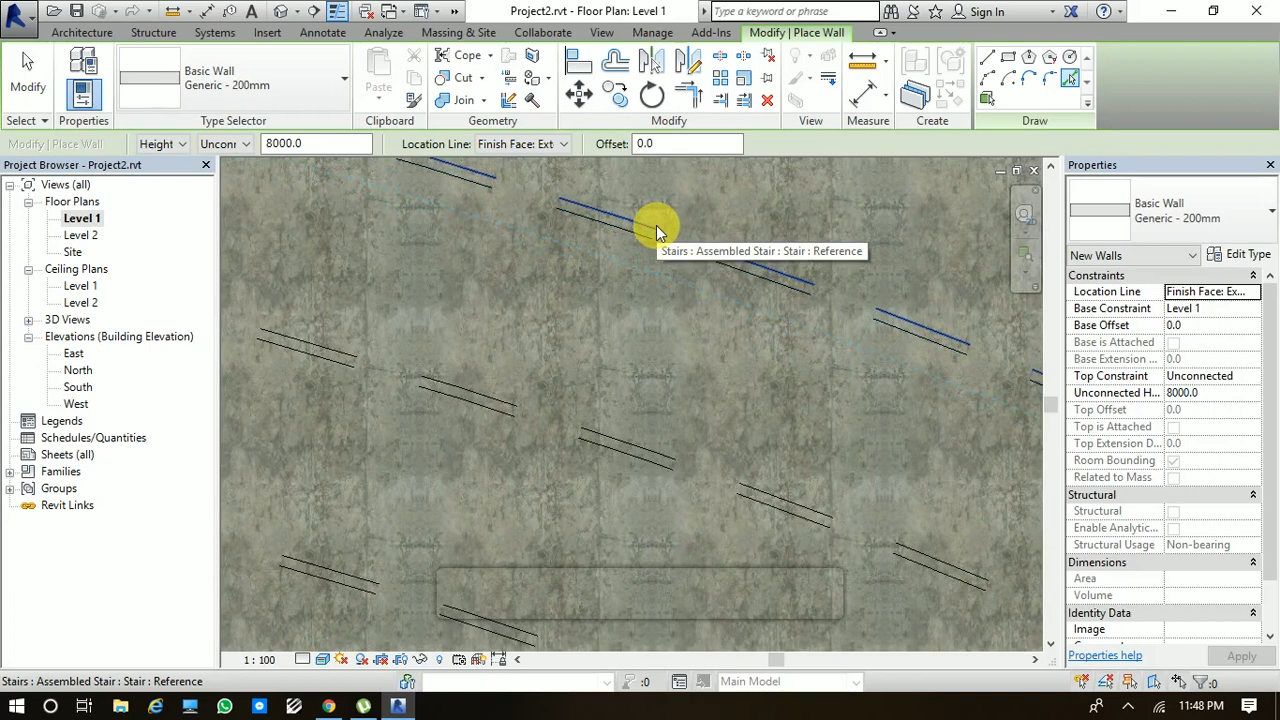 Project2.rvt - Floor Plan: Level 1
Type a keyword or phrase
Sign In
Architecture
Structure
Systems
Insert
Annotate
Analyze
Massing & Site
Collaborate
View
Manage
Add-Ins
Modify | Place Wall
Modify
Basic Wall
Generic - 200mm
Paste
Cope
Cut
Join
Select
Properties
Type Selector
Clipboard
Geometry
Modify
View
Measure
Create
Draw
Modify | Place Wall
Height
Unconr
8000.0
Location Line:
Finish Face: Ext
Offset:
0.0
Project Browser - Project2.rvt
Views (all)
Floor Plans
Level 1
Level 2
Site
Ceiling Plans
Level 1
Level 2
3D Views
Elevations (Building Elevation)
East
North
South
West
Legends
Schedules/Quantities
Sheets (all)
Families
Groups
Revit Links
Stairs : Assembled Stair : Stair : Reference
2D
Properties
Basic Wall
Generic - 200mm
New Walls
Edit Type
Constraints
Location Line Finish Face: Ex...
Base Constraint Level 1
Base Offset 0.0
Base is Attached
Base Extension ...
Top Constraint Unconnected
Unconnected H... 8000.0
Top Offset 0.0
Top is Attached
Top Extension D... 0.0
Room Bounding
Related to Mass
Structural
Structural
Enable Analytic...
Structural Usage Non-bearing
Dimensions
Area
Volume
Identity Data
Image
Properties help
Apply
1 : 100
Stairs : Assembled Stair : Stair : Reference
:0
Main Model
:0
11:48 PM